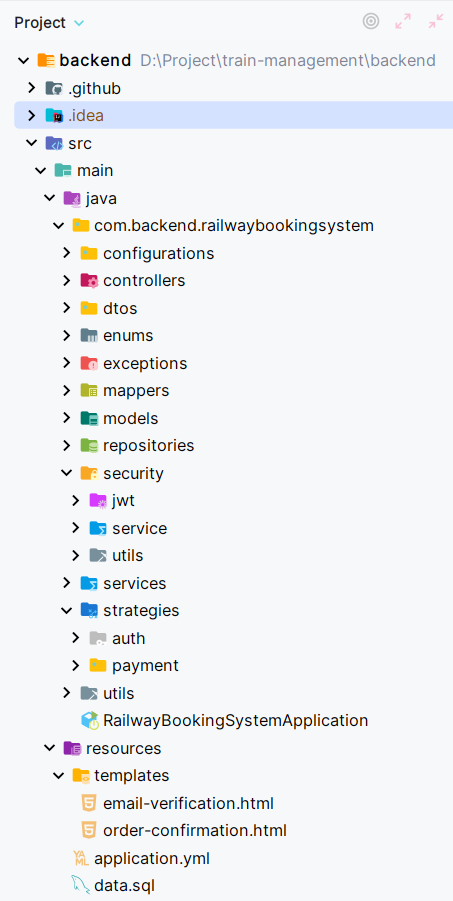 Project
backend D:\Project\train-management\backend
.github
.idea
src
main
java
com.backend.railwaybookingsystem
configurations
controllers
dtos
enums
exceptions
mappers
models
repositories
security
jwt
service
utils
services
strategies
auth
payment
utils
RailwayBookingSystemApplication
resources
templates
email-verification.html
order-confirmation.html
application.yml
data.sql